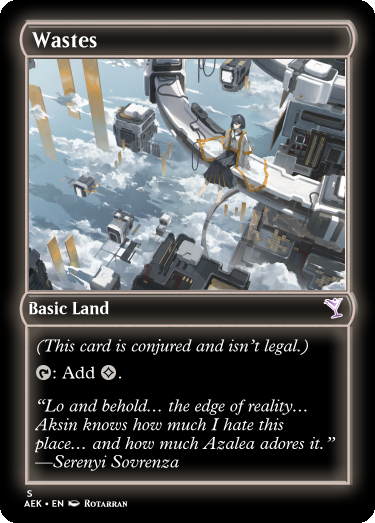 Wastes
Basic Land
(This card is conjured and isn't legal.)
: Add .
“Lo and behold… the edge of reality…
Aksin knows how much I hate this
place… and how much Azalea adores it.”
—Serenyi Sovrenza
S
AEK • EN Rotarran